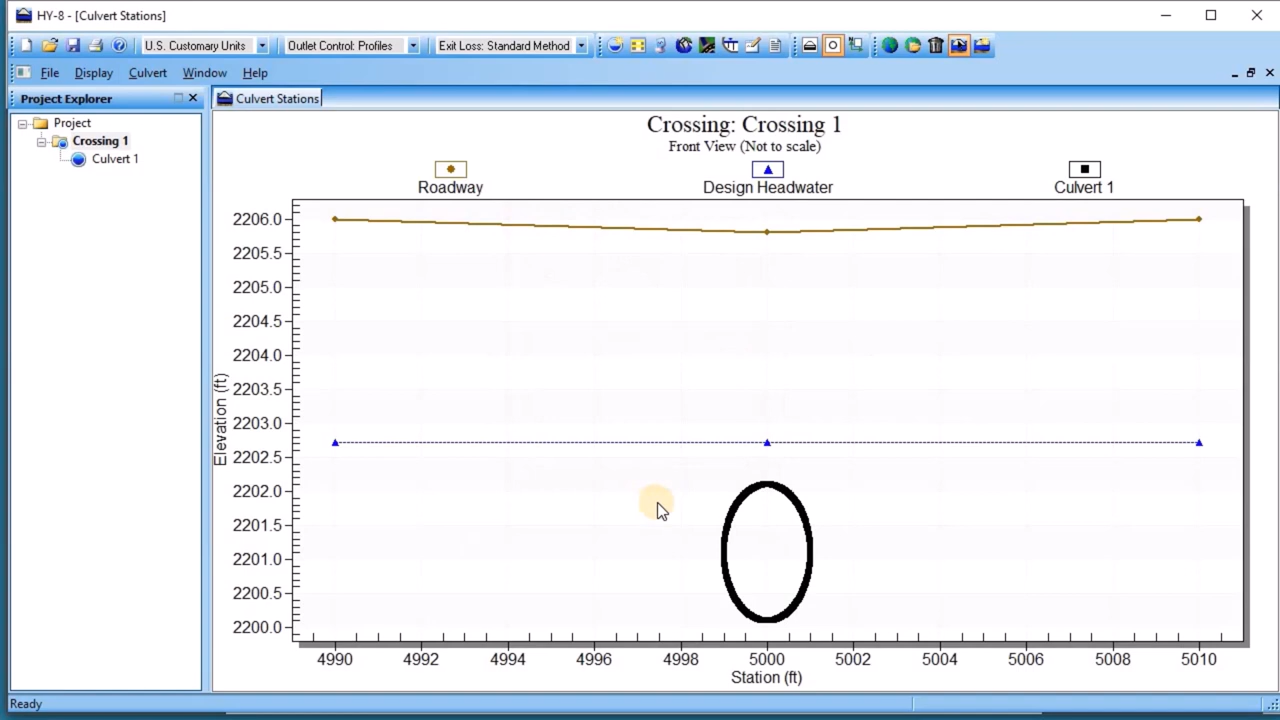 HY-8 - [Culvert Stations]
U.S. Customary Units
Outlet Control: Profiles
Exit Loss: Standard Method
File Display Culvert Window Help
Project Explorer
Culvert Stations
Project
Crossing 1
Culvert 1
Crossing: Crossing 1
Front View (Not to scale)
Roadway
Design Headwater
Culvert 1
Elevation (ft)
2206.0
2205.5
2205.0
2204.5
2204.0
2203.5
2203.0
2202.5
2202.0
2201.5
2201.0
2200.5
2200.0
4990 4992 4994 4996 4998 5000 5002 5004 5006 5008 5010
Station (ft)
Ready